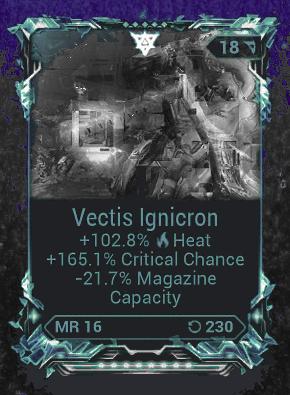 18
Vectis Ignicron
+102.8% Heat
+165.1% Critical Chance
-21.7% Magazine
Capacity
MR 16 230